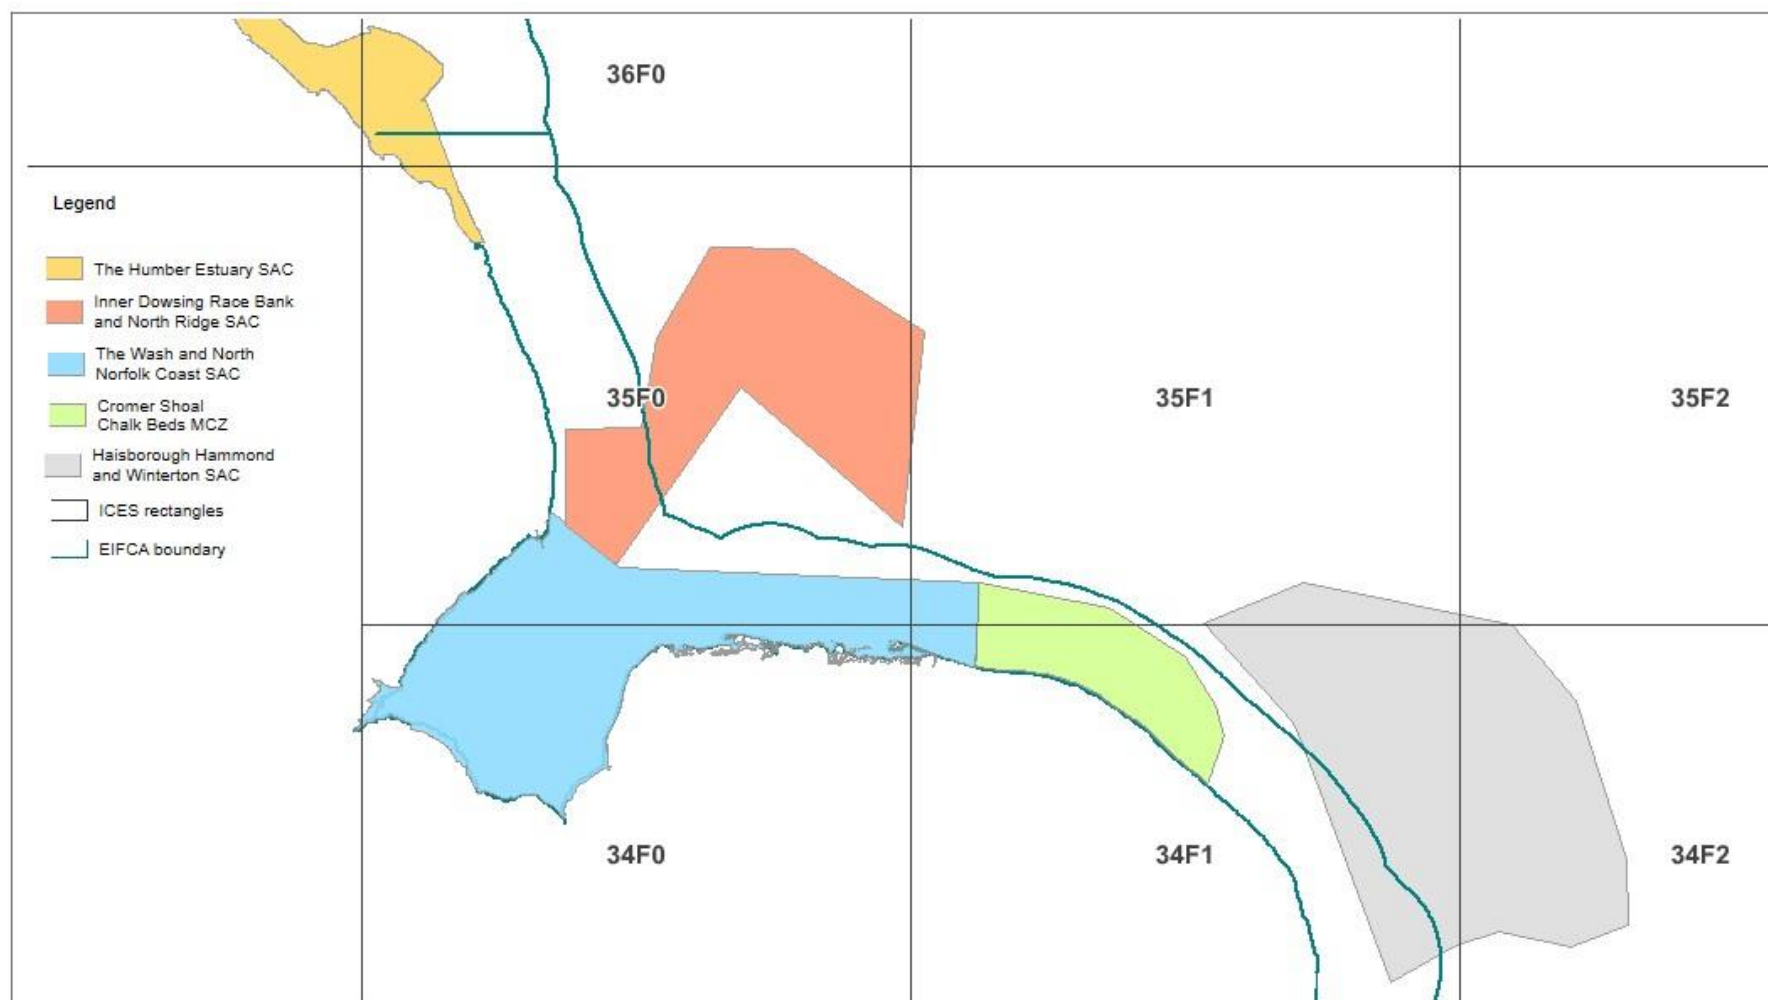 36F0
Legend
The Humber Estuary SAC
Inner Dowsing Race Bank
and North Ridge SAC
The Wash and North
Norfolk Coast SAC
Cromer Shoal
Chalk Beds MCZ
Haisborough Hammond
and Winterton SAC
ICES rectangles
EIFCA boundary
35F0
35F1
35F2
34F0
34F1
34F2